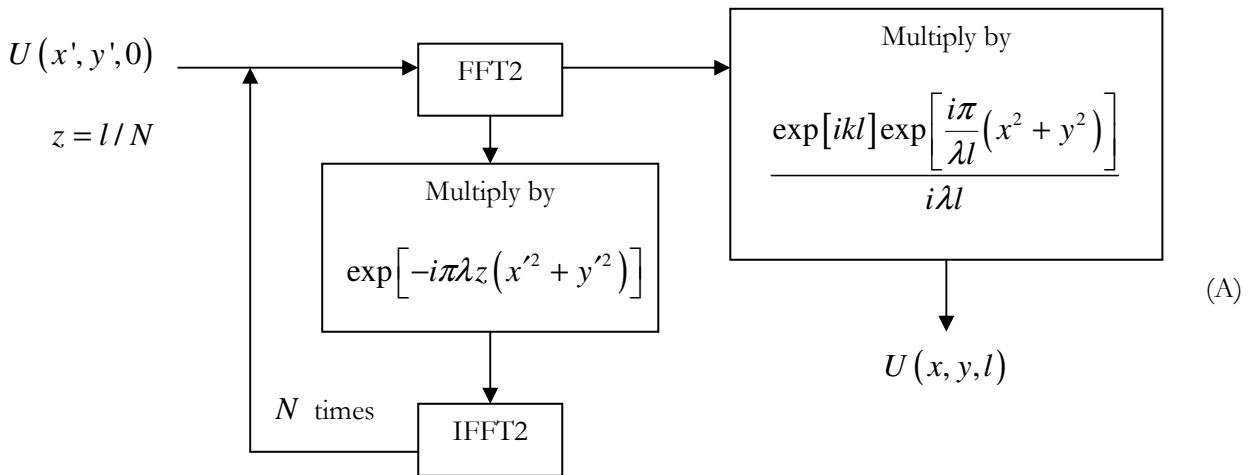 U(x', y', 0)
z = l / N
FFT2
Multiply by
exp[ikl] exp[iπ/λl (x² + y²)]
iλl
Multiply by
exp[−iπλz(x′² + y′²)]
(A)
U(x, y, l)
N times
IFFT2